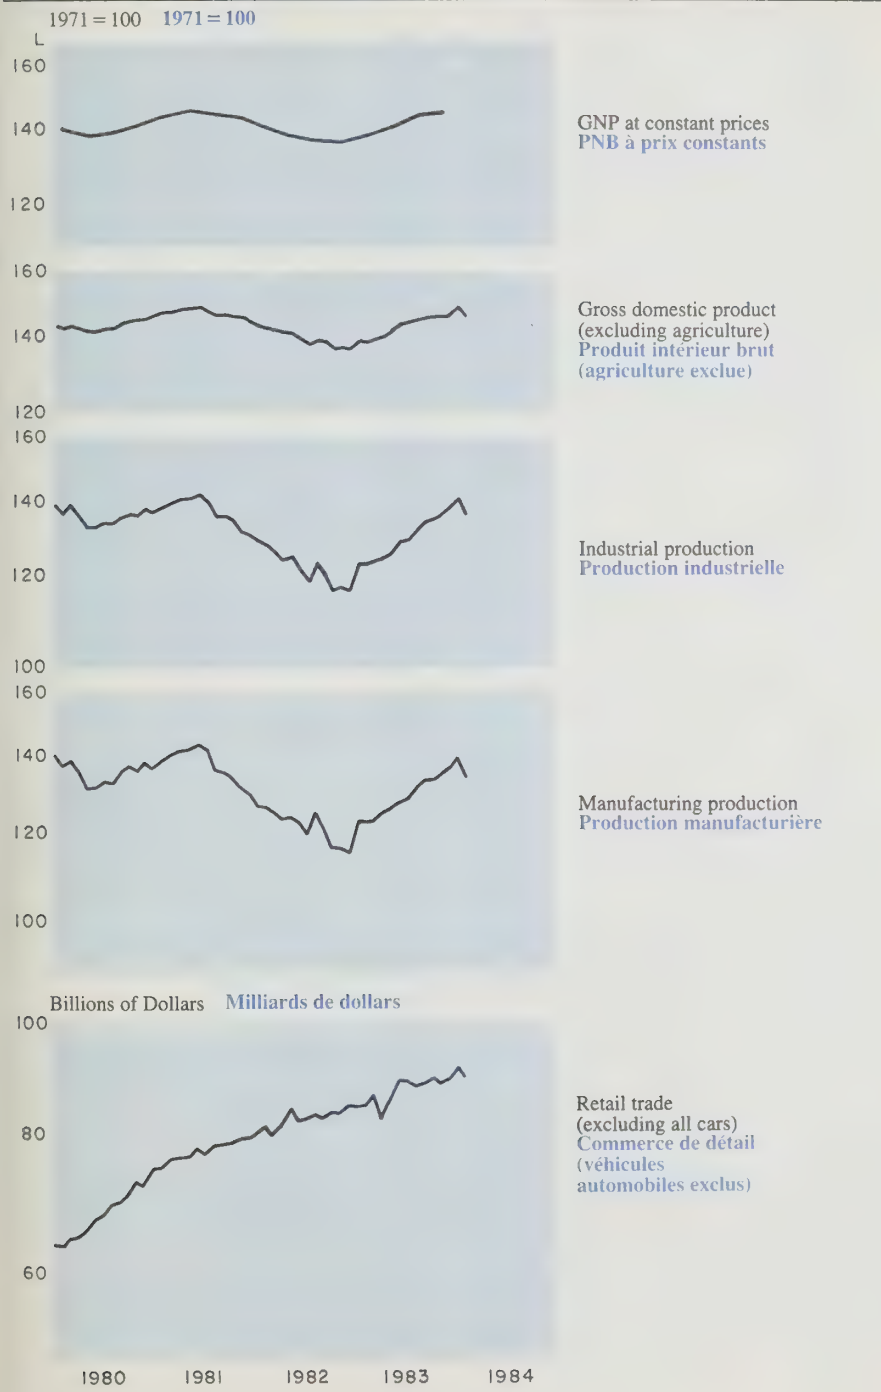 1971 = 100 1971 = 100
L
160
140
120
GNP at constant prices
PNB à prix constants
160
140
120
Gross domestic product
(excluding agriculture)
Produit intérieur brut
(agriculture exclue)
160
140
120
100
Industrial production
Production industrielle
160
140
120
100
Manufacturing production
Production manufacturière
Billions of Dollars Milliards de dollars
100
80
60
Retail trade
(excluding all cars)
Commerce de détail
(véhicules
automobiles exclus)
1980 1981 1982 1983 1984